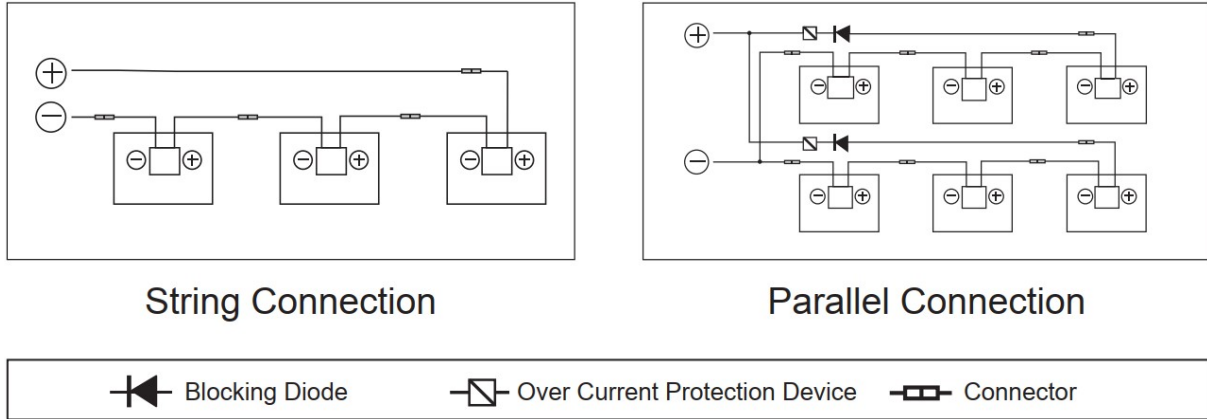 String Connection
Parallel Connection
Blocking Diode
Over Current Protection Device
Connector